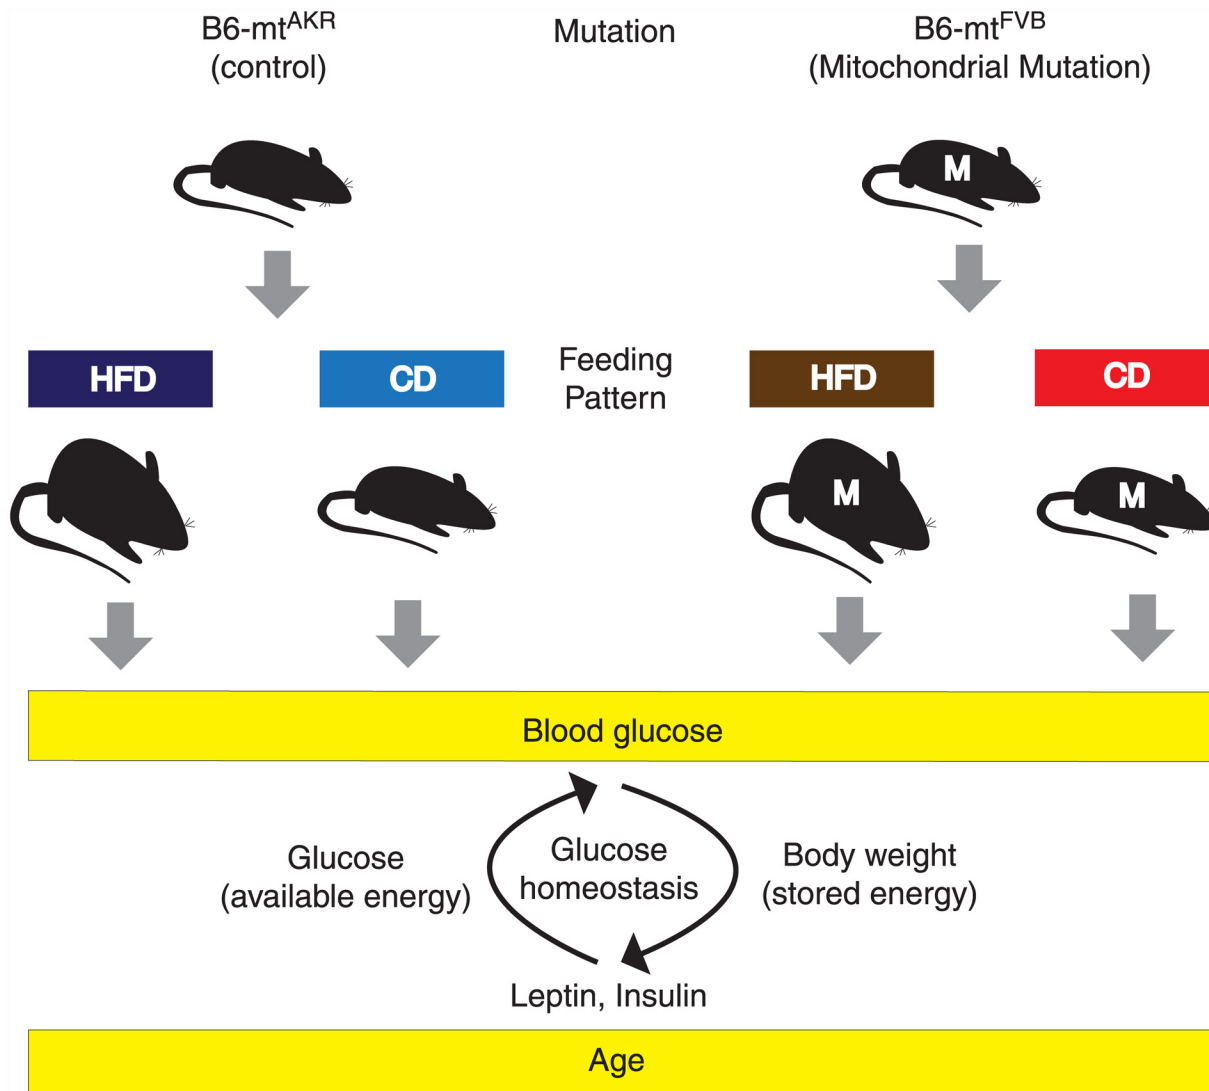 B6-mtAKR
(control)
Mutation
B6-mtFVB
(Mitochondrial Mutation)
M
HFD
CD
Feeding
Pattern
HFD
CD
M
M
Blood glucose
Glucose
(available energy)
Glucose
homeostasis
Body weight
(stored energy)
Leptin, Insulin
Age